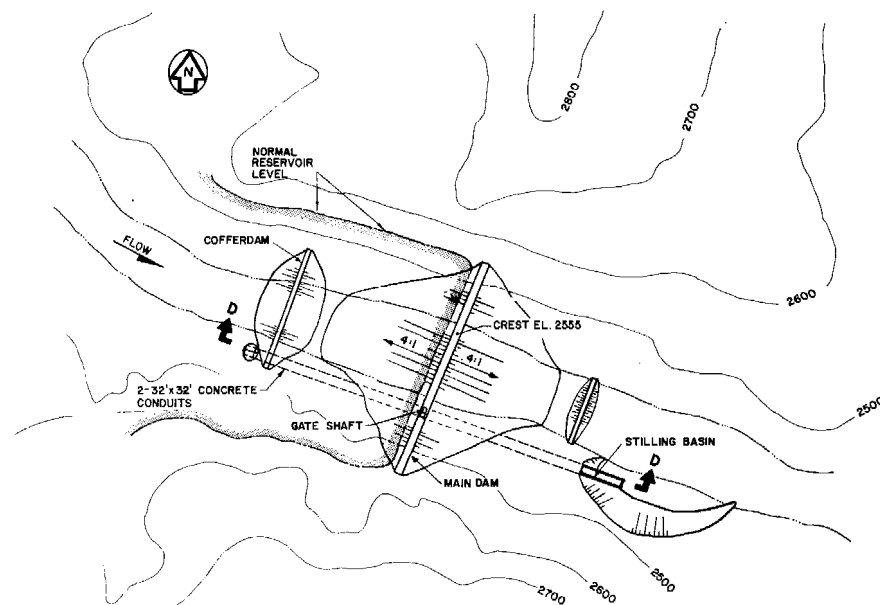 N
2800
2700
NORMAL
RESERVOIR
LEVEL
COFFERDAM
FLOW
2600
D
CREST EL. 2555
4:1
4:1
2-32'x32' CONCRETE
CONDUITS
2500
GATE SHAFT
STILLING BASIN
D
MAIN DAM
2500
2600
2700